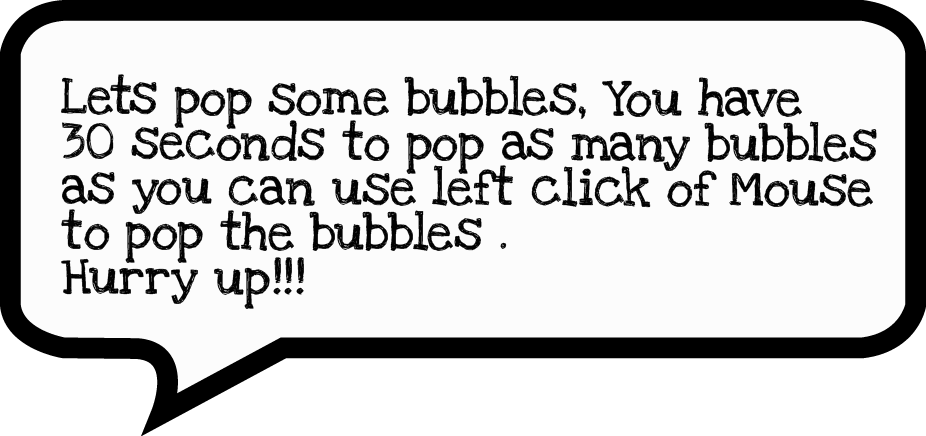 Lets pop some bubbles, You have
30 seconds to pop as many bubbles
as you can use left click of Mouse
to pop the bubbles .
Hurry up!!!